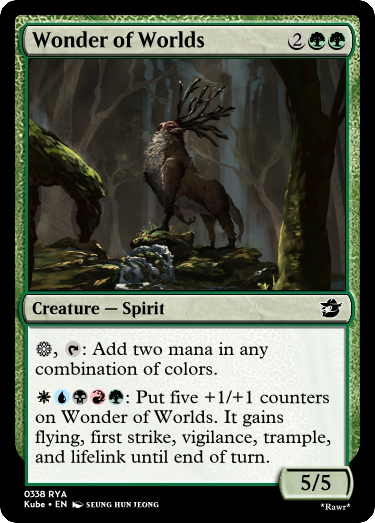 Wonder of Worlds 2
Creature — Spirit
, : Add two mana in any
combination of colors.
: Put five +1/+1 counters
on Wonder of Worlds. It gains
flying, first strike, vigilance, trample,
and lifelink until end of turn.
5/5
0338 RYA
Kube • EN SEUNG HUN JEONG
*Rawr*